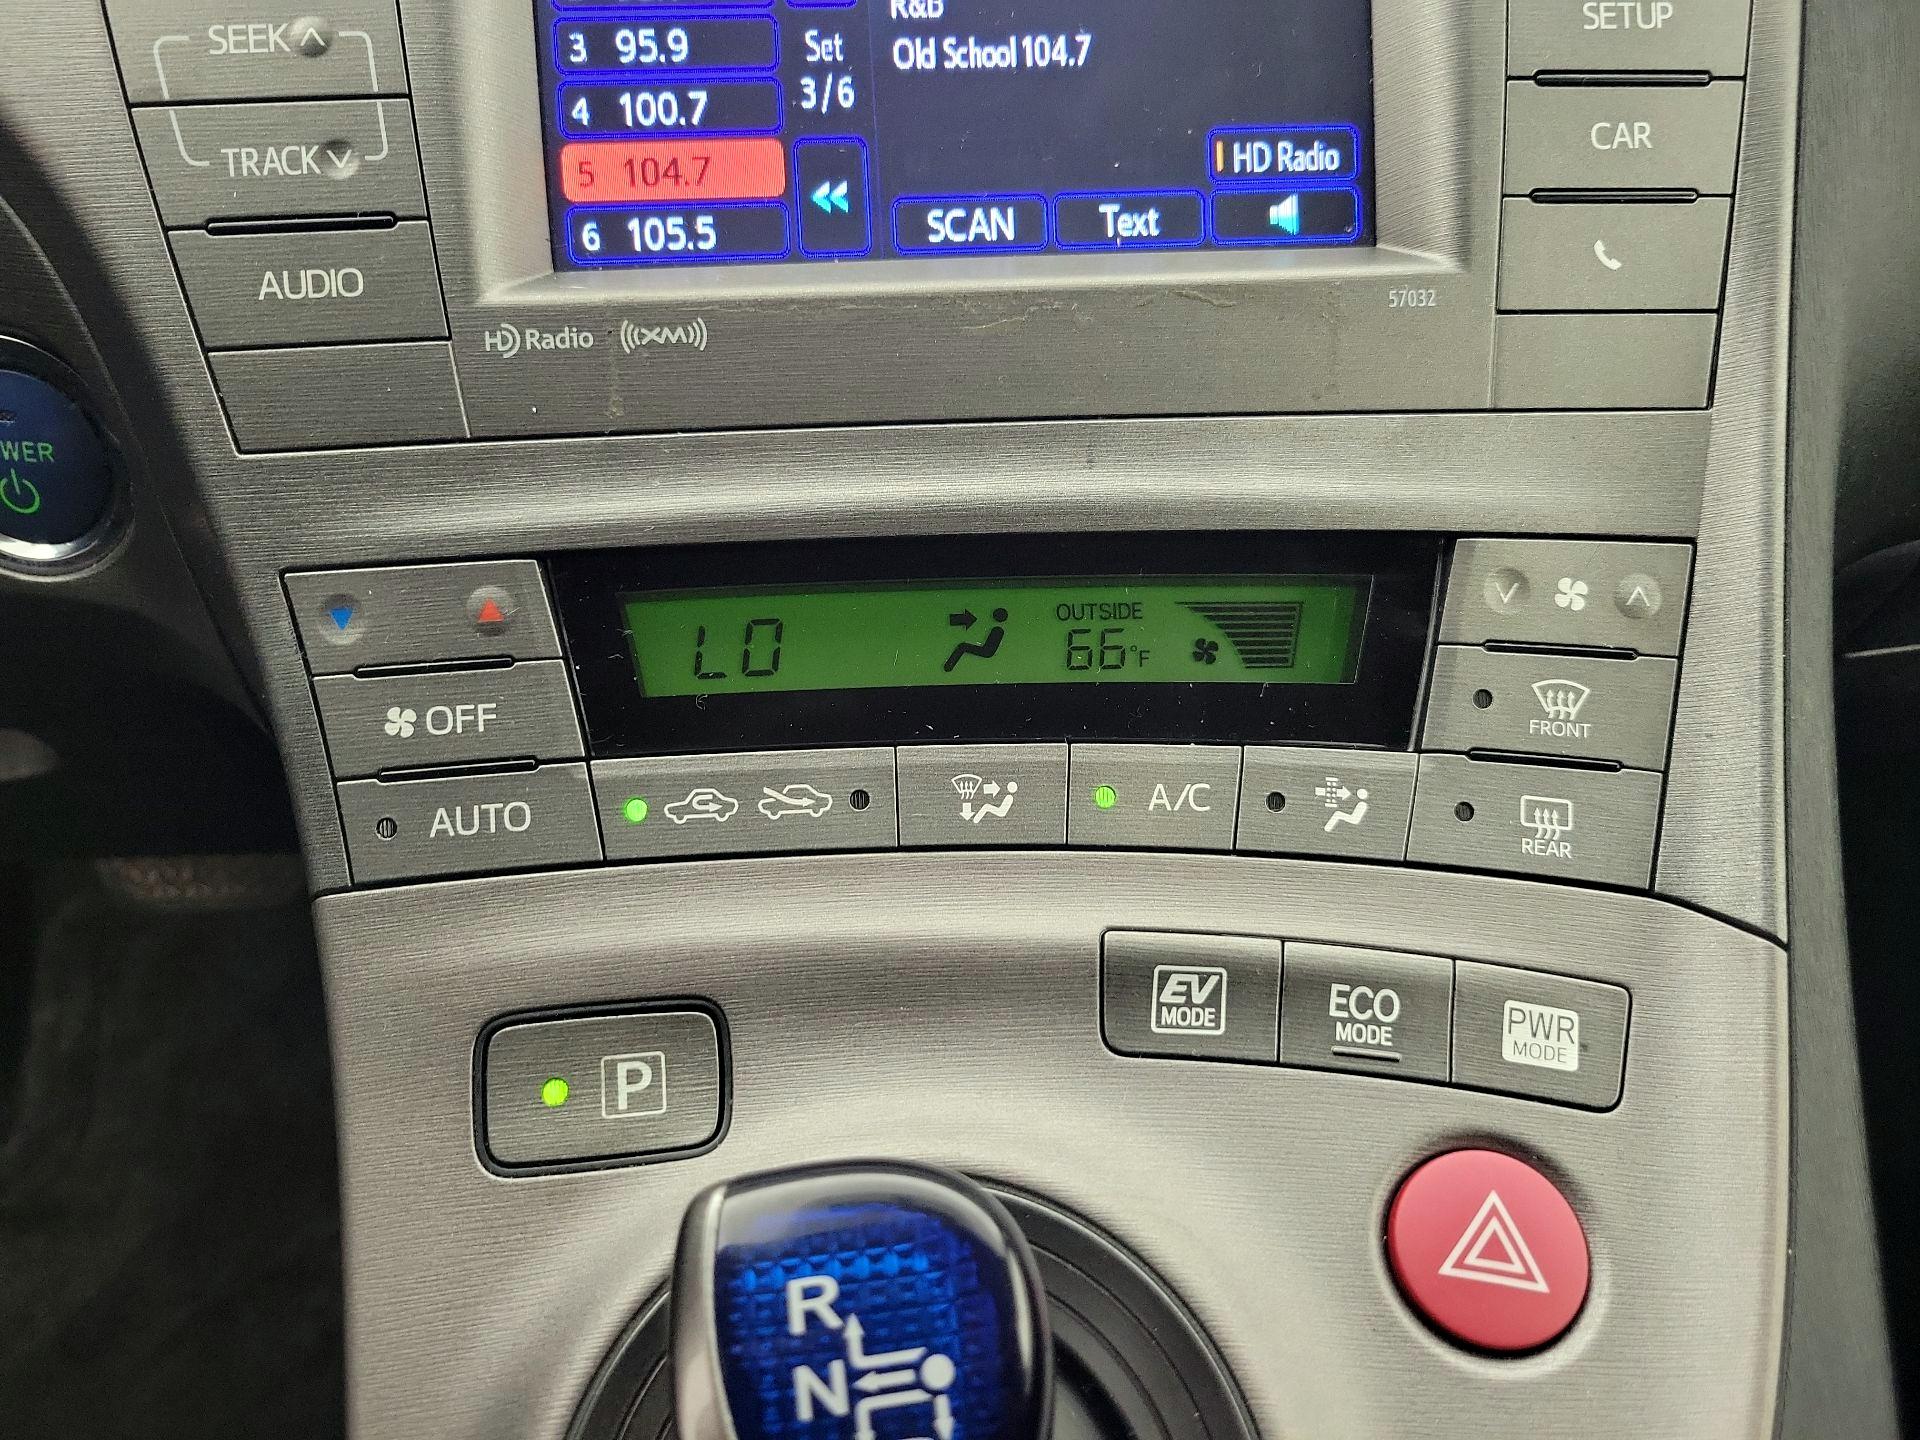 SEEK
TRACK
AUDIO
3 95.9
4 100.7
5 104.7
6 105.5
Set
3/6
R&B
Old School 104.7
HD Radio
SCAN
Text
SETUP
CAR
57032
HD Radio ((XM))
WER
LO
OUTSIDE
66°F
OFF
AUTO
A/C
FRONT
REAR
EV
MODE
ECO
MODE
PWR
MODE
P
R
N